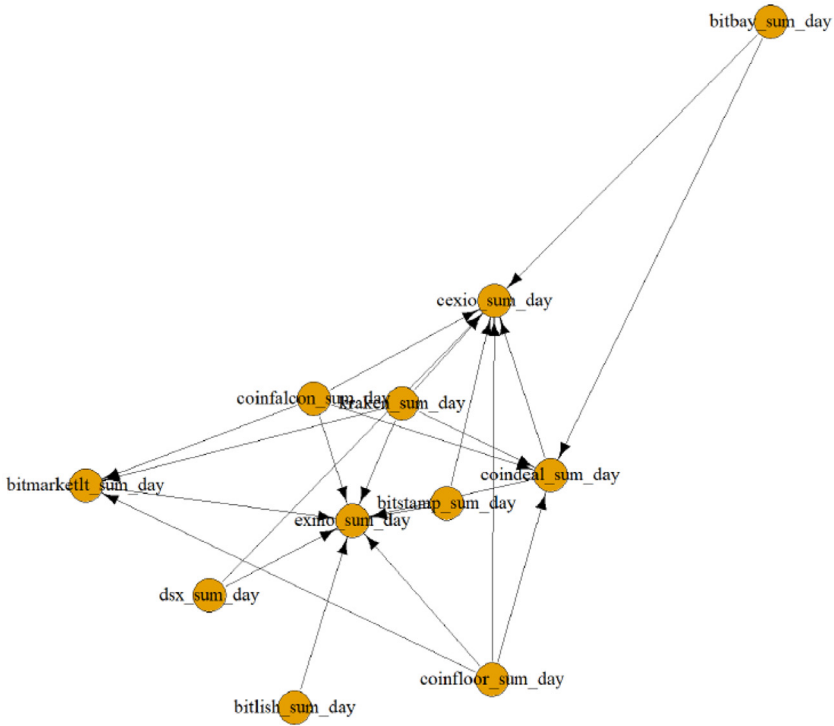 bitbay_sum_day
cexio_sum_day
coinfalcon_sum_day
kraken_sum_day
coindeal_sum_day
bitmarketlt_sum_day
bitstamp_sum_day
exmo_sum_day
dsx_sum_day
coinfloor_sum_day
bitlish_sum_day